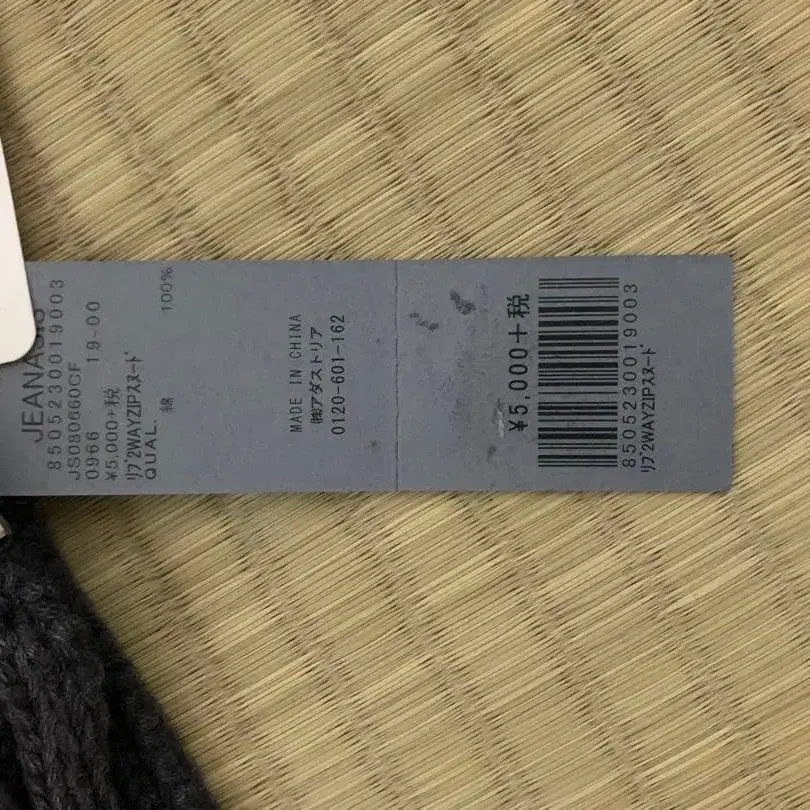 JEANASIS
8505230019003
JS080660CF
0966 19-00
¥5,000+税
ﾘﾌﾞ2WAYZIPｽﾇｰﾄﾞ
QUAL.
綿 100%
MADE IN CHINA
㈱アダストリア
0120-601-162
¥5,000+税
8505230019003
ﾘﾌﾞ2WAYZIPｽﾇｰﾄﾞ